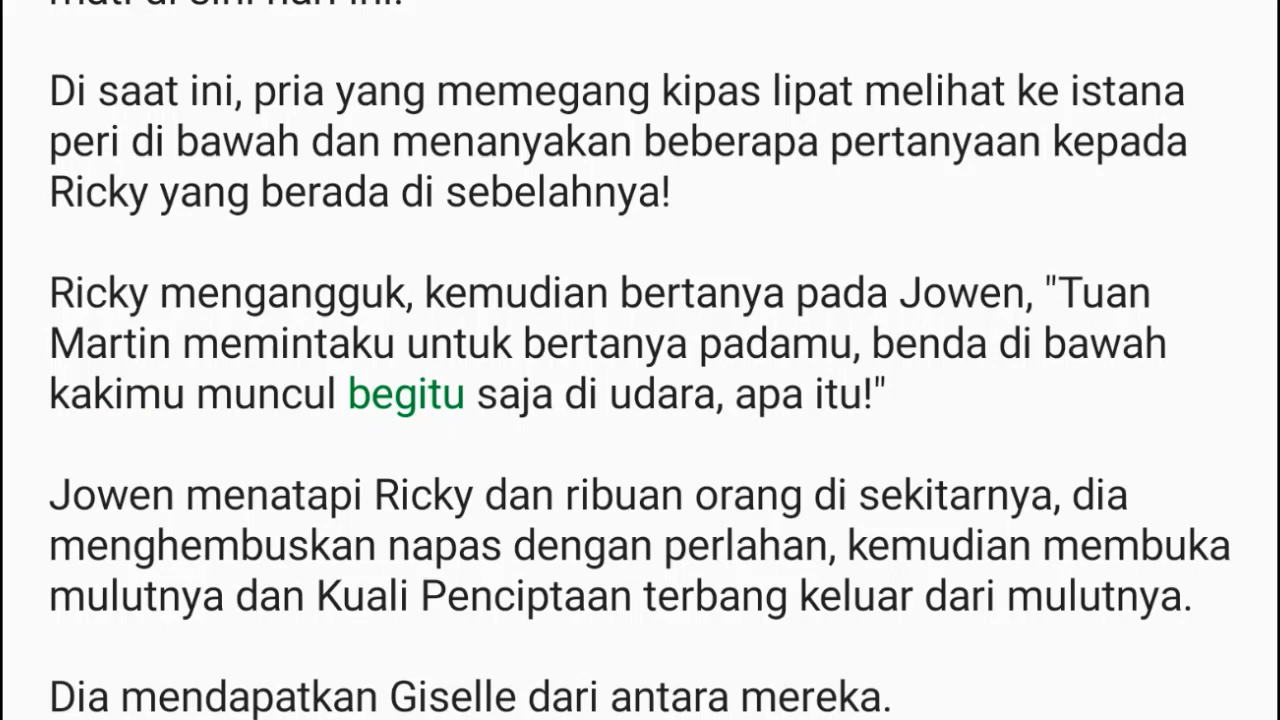 Di saat ini, pria yang memegang kipas lipat melihat ke istana
peri di bawah dan menanyakan beberapa pertanyaan kepada
Ricky yang berada di sebelahnya!
Ricky mengangguk, kemudian bertanya pada Jowen, "Tuan
Martin memintaku untuk bertanya padamu, benda di bawah
kakimu muncul begitu saja di udara, apa itu!"
Jowen menatapi Ricky dan ribuan orang di sekitarnya, dia
menghembuskan napas dengan perlahan, kemudian membuka
mulutnya dan Kuali Penciptaan terbang keluar dari mulutnya.
Dia mendapatkan Giselle dari antara mereka.